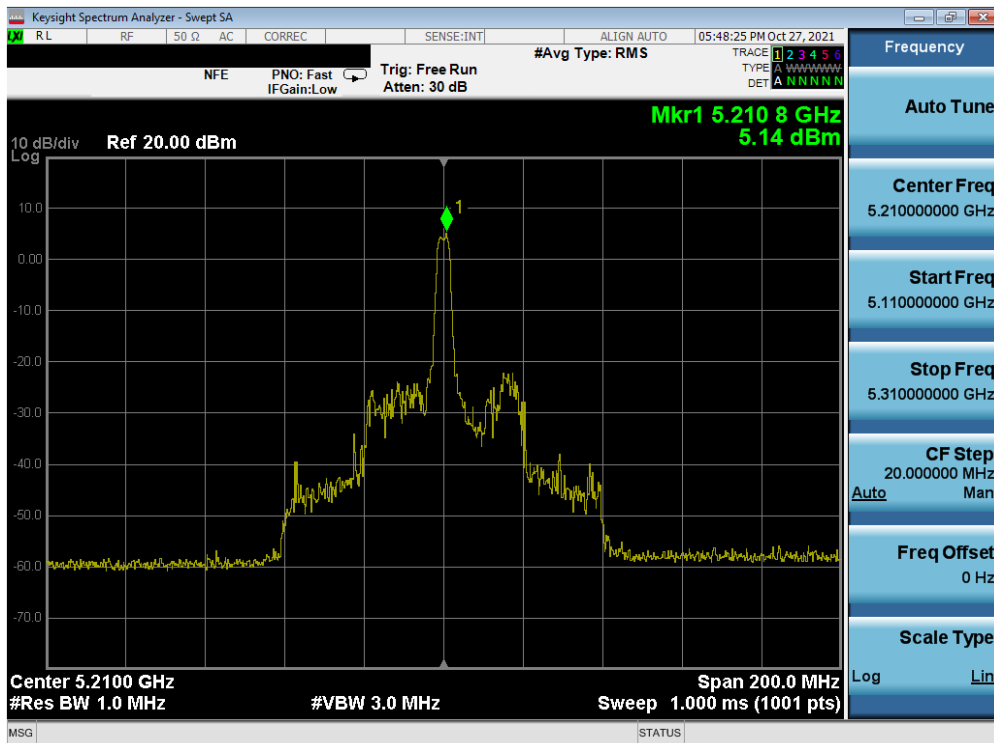 Keysight Spectrum Analyzer - Swept SA
LXI RL RF 50 Ω AC CORREC SENSE:INT ALIGN AUTO 05:48:25 PM Oct 27, 2021
NFE PNO: Fast Trig: Free Run #Avg Type: RMS TRACE 1 2 3 4 5 6
IFGain:Low Atten: 30 dB TYPE A WWWWW
DET A N N N N N
Mkr1 5.210 8 GHz
5.14 dBm
10 dB/div Ref 20.00 dBm
Log
1
10.0
0.00
-10.0
-20.0
-30.0
-40.0
-50.0
-60.0
-70.0
Center 5.2100 GHz Span 200.0 MHz
#Res BW 1.0 MHz #VBW 3.0 MHz Sweep 1.000 ms (1001 pts)
MSG STATUS
Frequency
Auto Tune
Center Freq
5.210000000 GHz
Start Freq
5.110000000 GHz
Stop Freq
5.310000000 GHz
CF Step
20.000000 MHz
Auto Man
Freq Offset
0 Hz
Scale Type
Log Lin